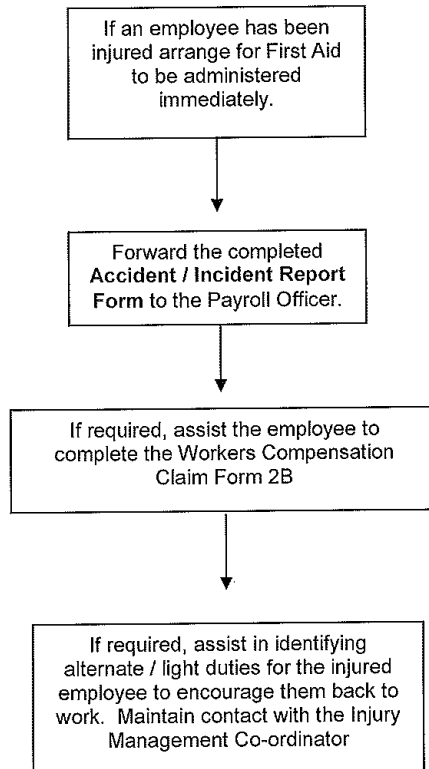 If an employee has been
injured arrange for First Aid
to be administered
immediately.
Forward the completed
Accident / Incident Report
Form to the Payroll Officer.
If required, assist the employee to
complete the Workers Compensation
Claim Form 2B
If required, assist in identifying
alternate / light duties for the injured
employee to encourage them back to
work. Maintain contact with the Injury
Management Co-ordinator